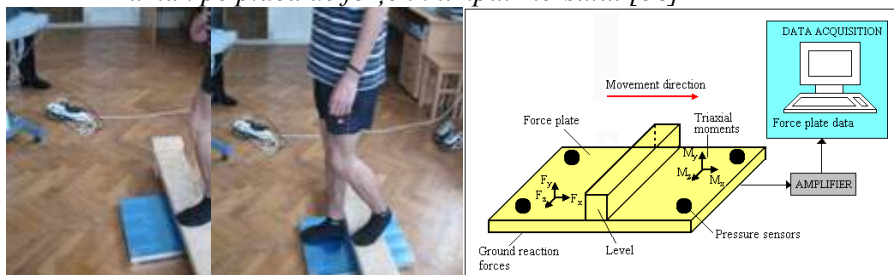 DATA ACQUISITION
Movement direction
Force plate
Triaxial
moments
Force plate data
My
Mz
Mx
Fy
Fz
Fx
AMPLIFIER
Pressure sensors
Ground reaction
forces
Level